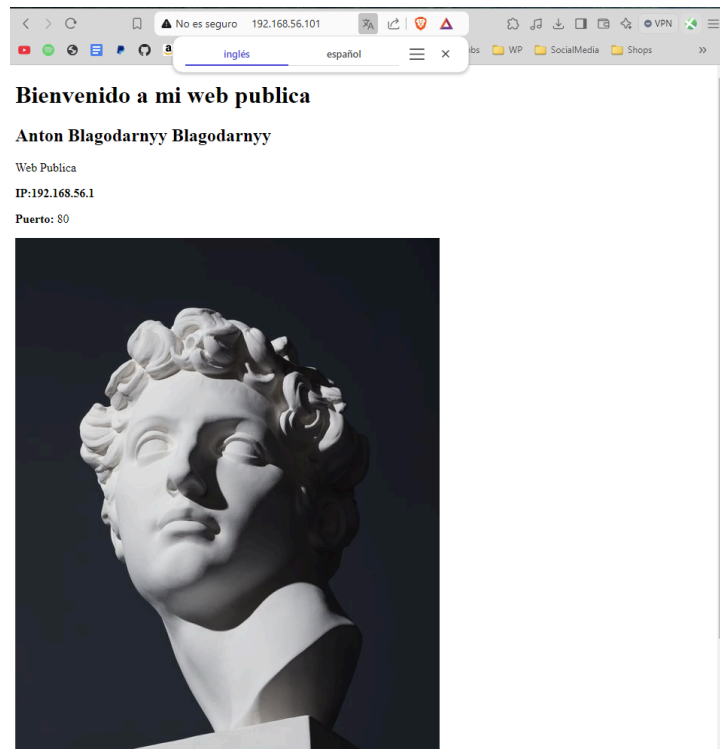 No es seguro 192.168.56.101
VPN
inglés español
WP SocialMedia Shops
Bienvenido a mi web publica
Anton Blagodarnyy Blagodarnyy
Web Publica
IP:192.168.56.1
Puerto: 80